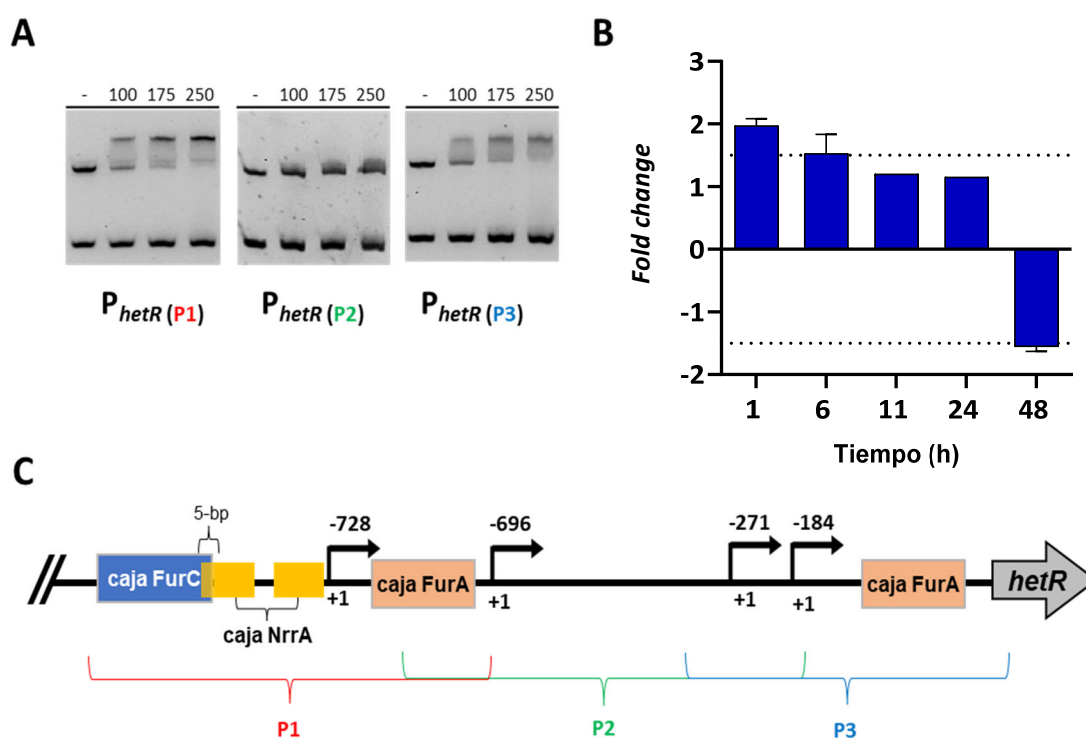 A
- 100 175 250
- 100 175 250
- 100 175 250
PhetR (P1)
PhetR (P2)
PhetR (P3)
B
Fold change
3
2
1
0
-1
-2
1 6 11 24 48
Tiempo (h)
C
5-bp
-728
-696
-271
-184
caja FurC
caja FurA
caja FurA
hetR
+1
+1
+1
+1
caja NrrA
P1
P2
P3